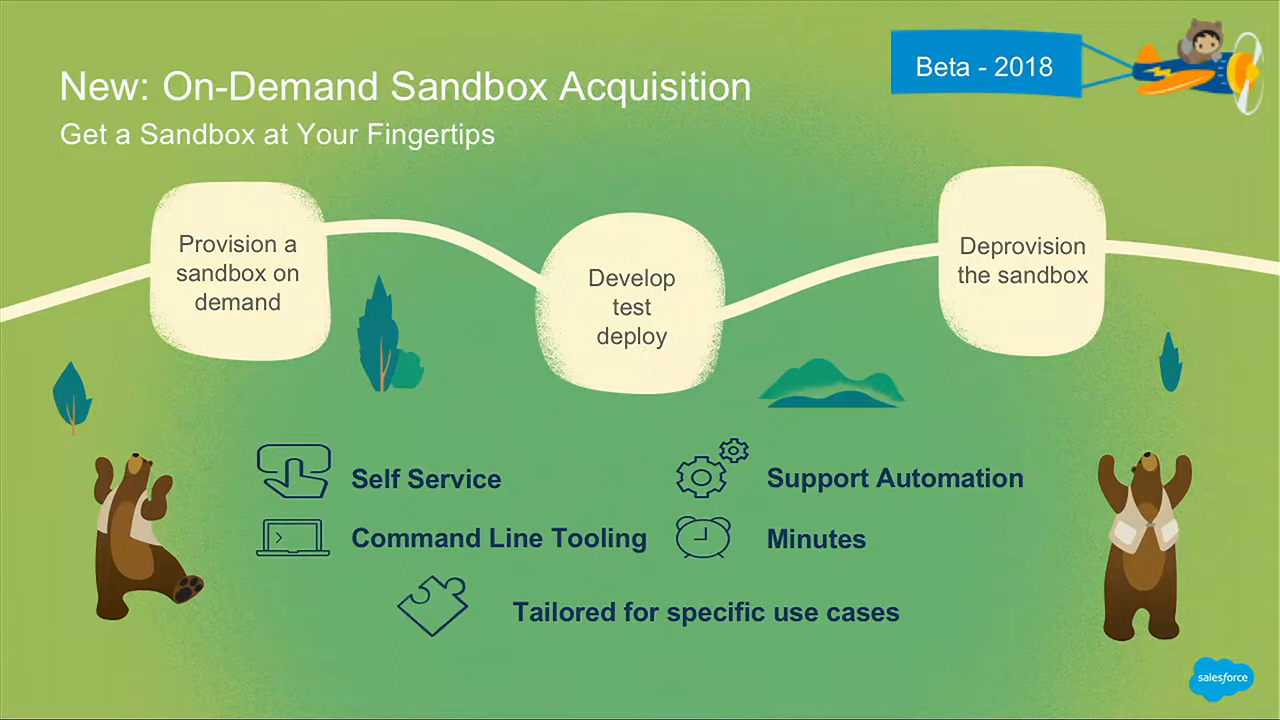 New: On-Demand Sandbox Acquisition
Get a Sandbox at Your Fingertips
Beta - 2018
Provision a
sandbox on
demand
Develop
test
deploy
Deprovision
the sandbox
Self Service
Support Automation
Command Line Tooling
Minutes
Tailored for specific use cases
salesforce